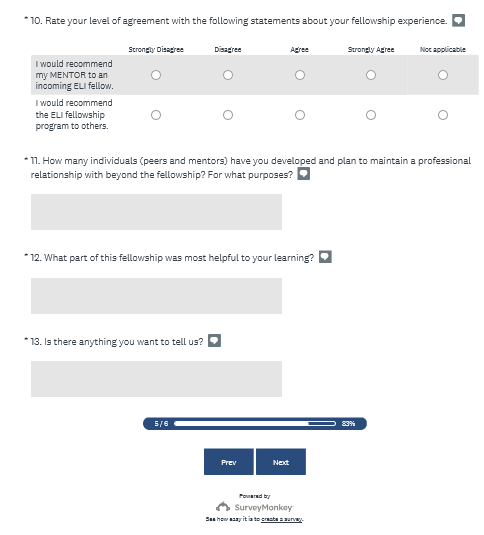 * 10. Rate your level of agreement with the following statements about your fellowship experience.
Strongly Disagree Disagree Agree Strongly Agree Not applicable
I would recommend
my MENTOR to an
incoming ELI fellow.
I would recommend
the ELI fellowship
program to others.
* 11. How many individuals (peers and mentors) have you developed and plan to maintain a professional
relationship with beyond the fellowship? For what purposes?
* 12. What part of this fellowship was most helpful to your learning?
* 13. Is there anything you want to tell us?
5 / 6 83%
Prev Next
Powered by
SurveyMonkey
See how easy it is to create a survey.